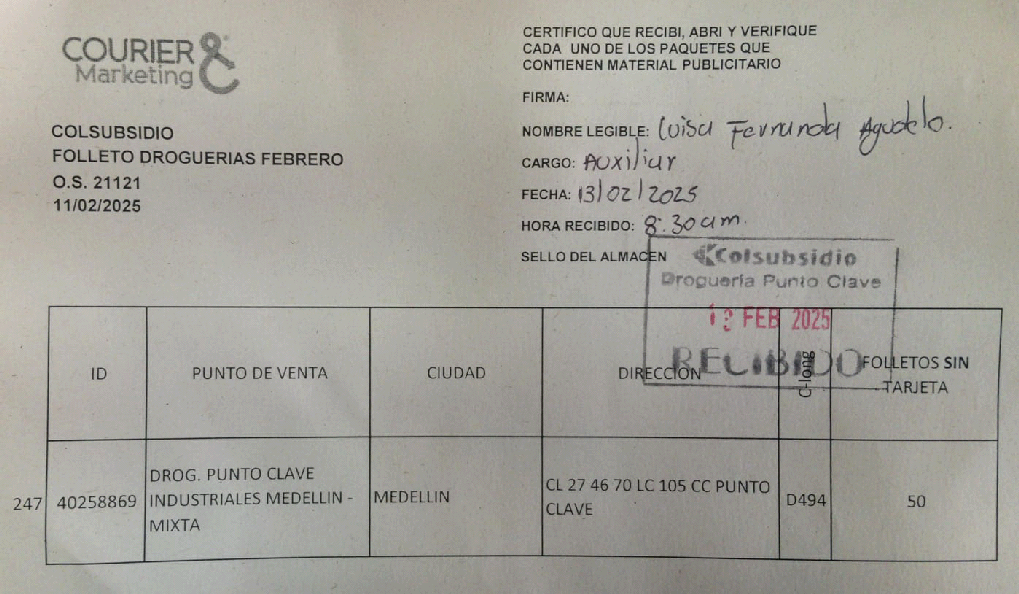 COURIER &
Marketing
COLSUBSIDIO
FOLLETO DROGUERIAS FEBRERO
O.S. 21121
11/02/2025
CERTIFICO QUE RECIBI, ABRI Y VERIFIQUE
CADA UNO DE LOS PAQUETES QUE
CONTIENEN MATERIAL PUBLICITARIO
FIRMA:
NOMBRE LEGIBLE: Luisa Fernanda Agudelo.
CARGO: Auxiliar
FECHA: 13/02/2025
HORA RECIBIDO: 8:30am.
SELLO DEL ALMACEN
Colsubsidio
Droguería Punto Clave
FEB 2025
RECIBIDO
ID PUNTO DE VENTA CIUDAD DIRECCIÓN C-long FOLLETOS SIN
TARJETA
247 40258869 DROG. PUNTO CLAVE
INDUSTRIALES MEDELLIN -
MIXTA
MEDELLIN
CL 27 46 70 LC 105 CC PUNTO
CLAVE
D494
50